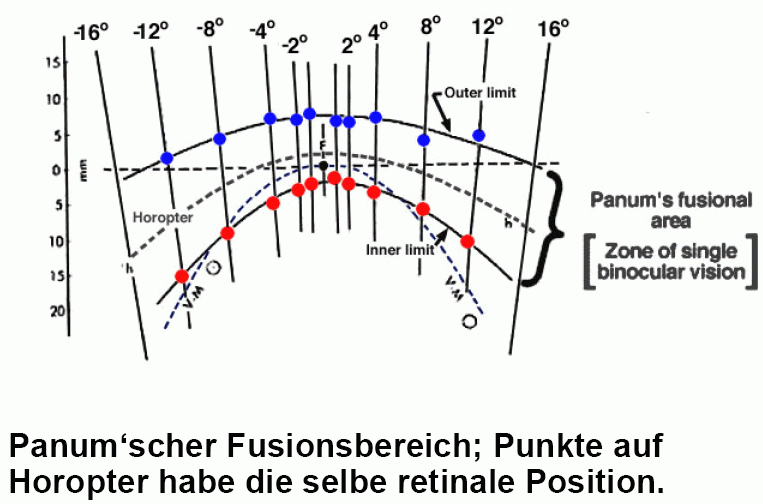 -16° -12° -8° -4° -2° 2° 4° 8° 12° 16°
15
10
5
0
5
10
15
20
mm
Outer limit
F
Horopter
h
h
Inner limit
V.M
V.M
Panum's fusional
area
Zone of single
binocular vision
Panum‘scher Fusionsbereich; Punkte auf
Horopter habe die selbe retinale Position.